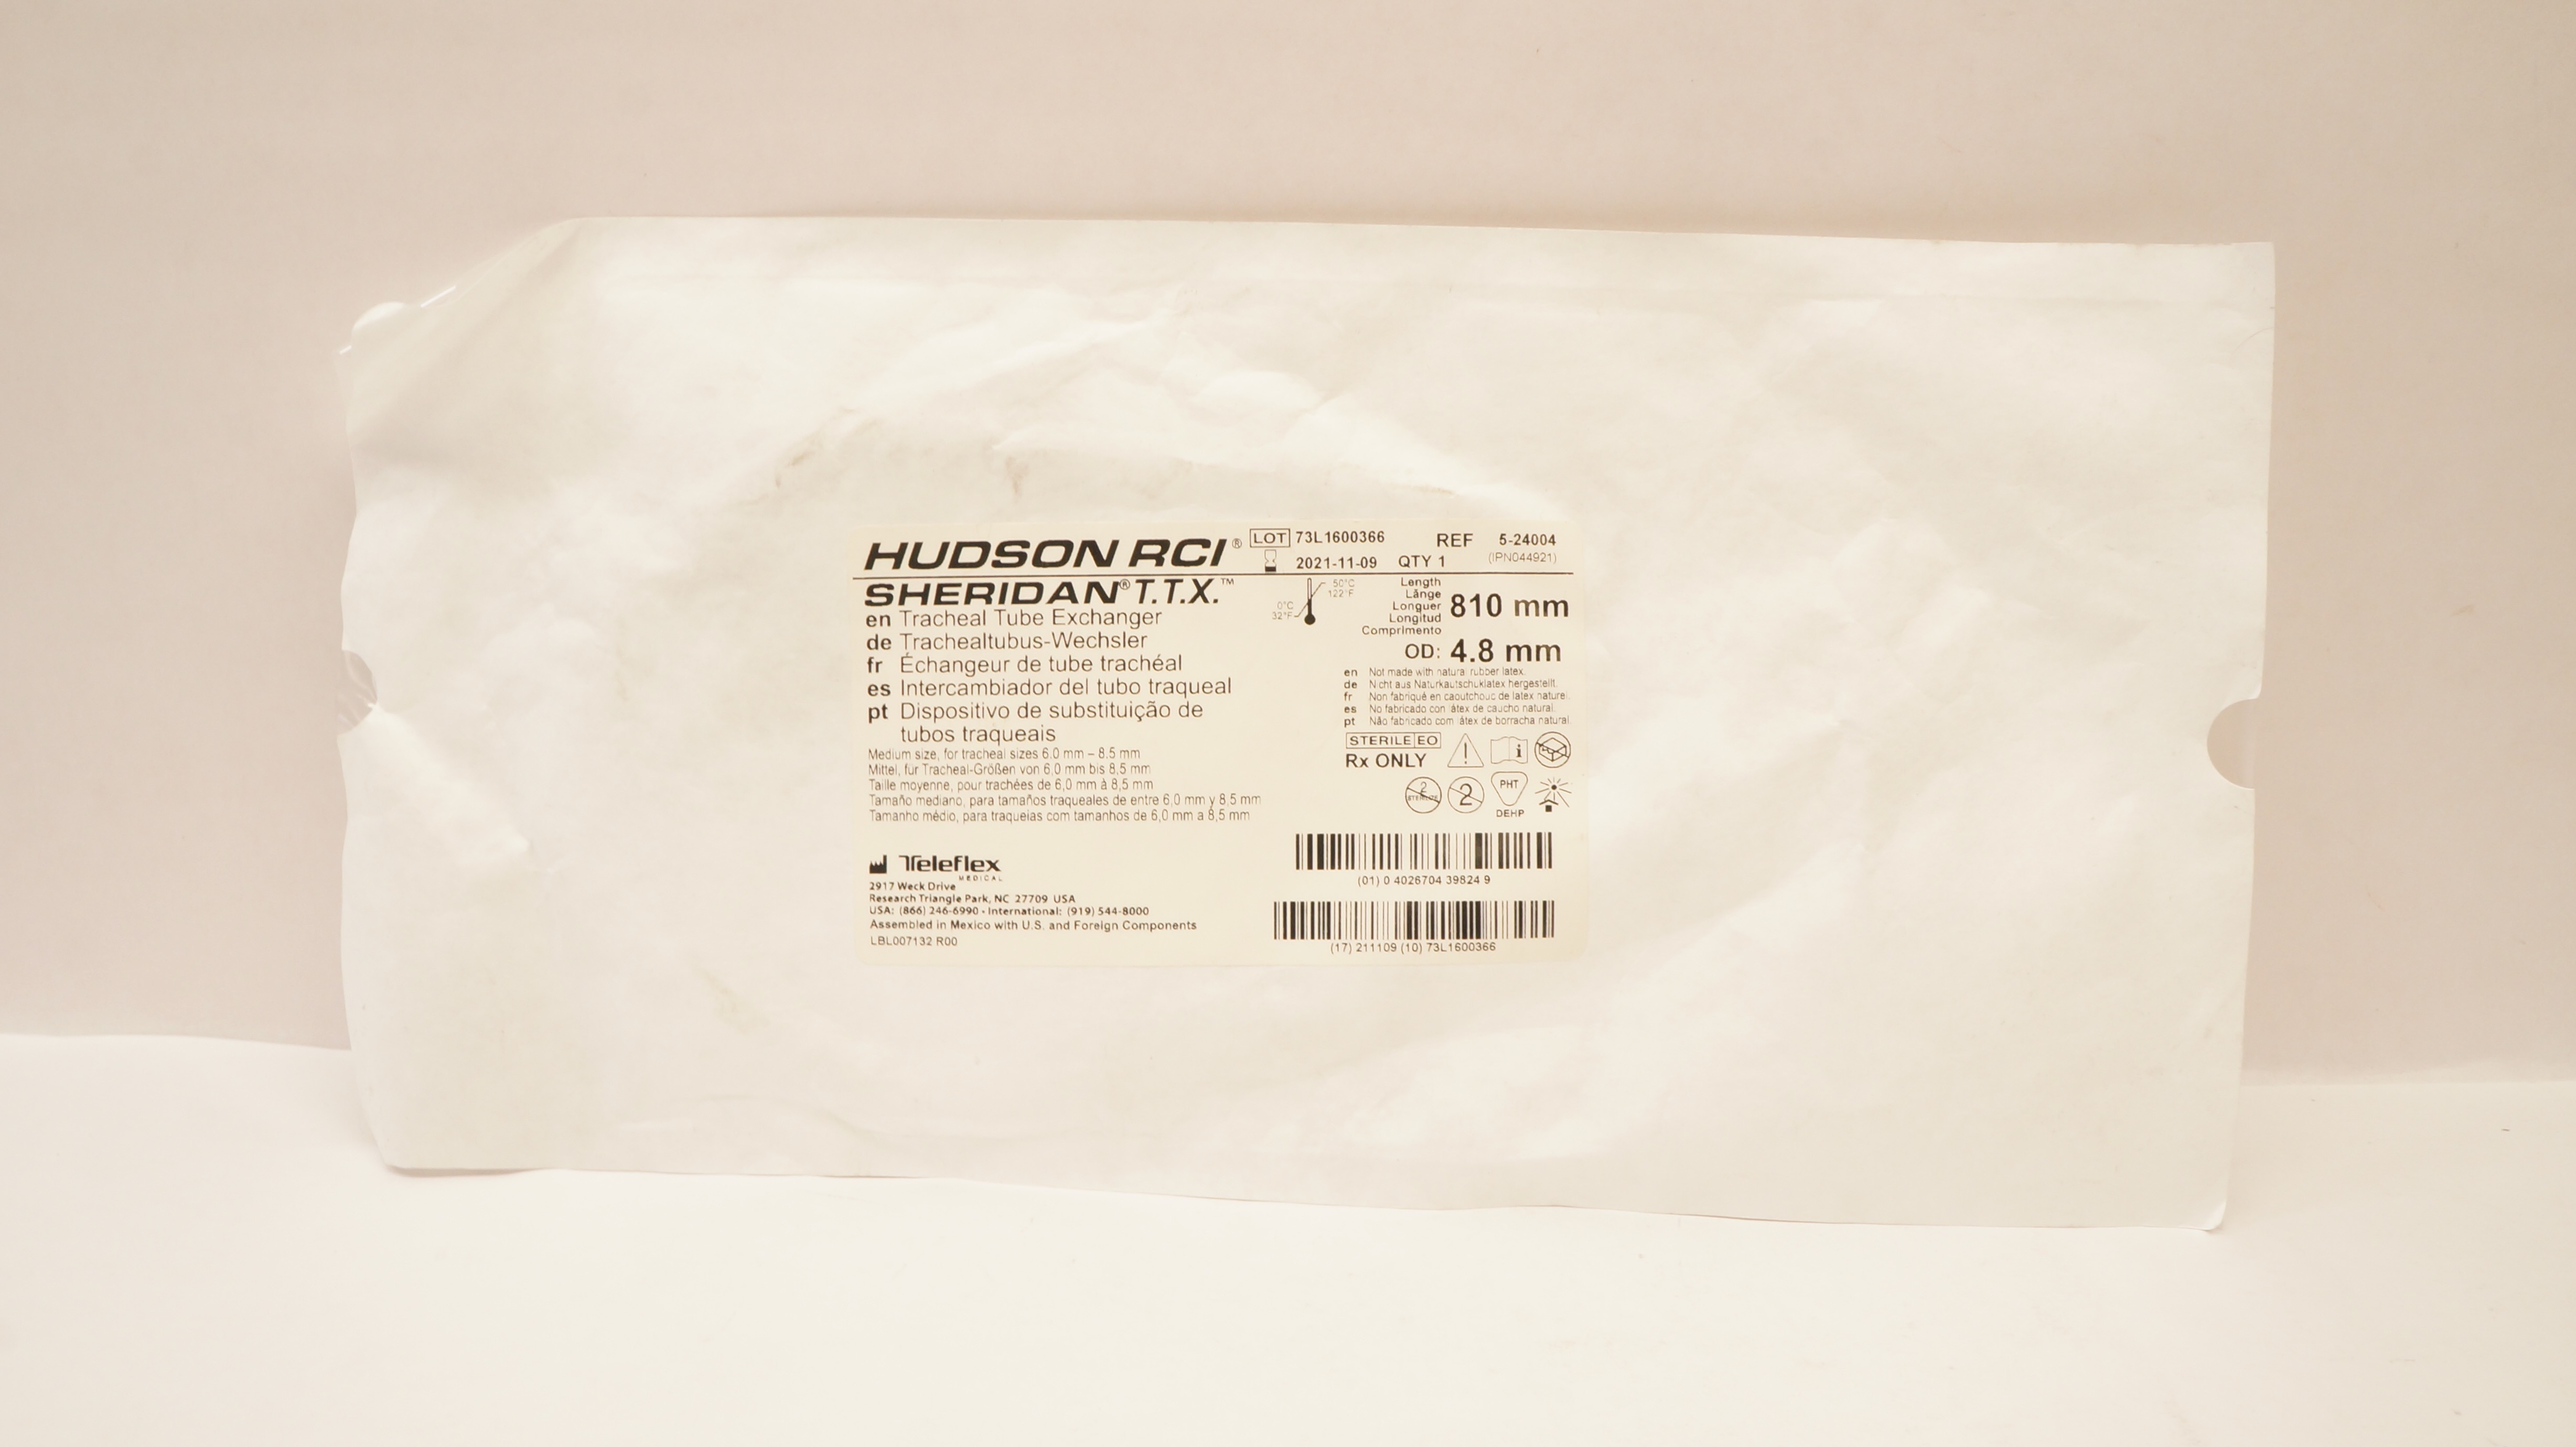 HUDSON RCI®
LOT 73L1600366 REF 5-24004
2021-11-09 QTY 1 (IPN044921)
SHERIDAN® T.T.X.™
en Tracheal Tube Exchanger
de Trachealtubus-Wechsler
fr Échangeur de tube trachéal
es Intercambiador del tubo traqueal
pt Dispositivo de substituição de
tubos traqueais
Medium size, for tracheal sizes 6.0 mm – 8.5 mm
Mittel, für Tracheal-Größen von 6,0 mm bis 8,5 mm
Taille moyenne, pour trachées de 6,0 mm à 8,5 mm
Tamaño mediano, para tamaños traqueales de entre 6,0 mm y 8,5 mm
Tamanho médio, para traqueias com tamanhos de 6,0 mm a 8,5 mm
Teleflex
MEDICAL
2917 Weck Drive
Research Triangle Park, NC 27709 USA
USA: (866) 246-6990 • International: (919) 544-8000
Assembled in Mexico with U.S. and Foreign Components
LBL007132 R00
50°C
122°F
0°C
32°F
Length
Länge
Longuer
Longitud
Comprimento
810 mm
OD: 4.8 mm
en Not made with natural rubber latex.
de Nicht aus Naturkautschuklatex hergestellt.
fr Non fabriqué en caoutchouc de latex naturel.
es No fabricado con látex de caucho natural.
pt Não fabricado com látex de borracha natural.
STERILE EO
Rx ONLY
i
2
STERILIZE
2
PHT
DEHP
(01) 0 4026704 39824 9
(17) 211109 (10) 73L1600366